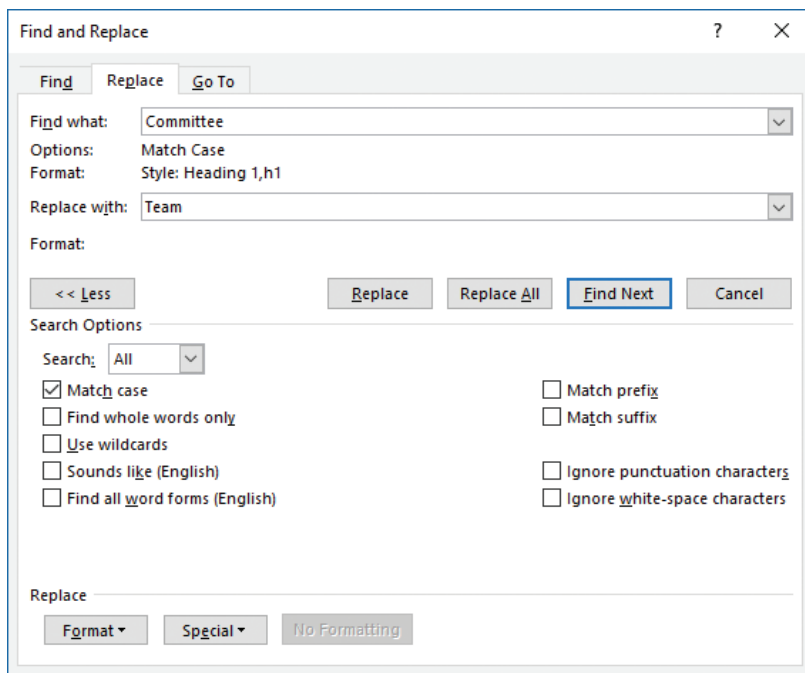 Find and Replace ?
Find Replace Go To
Find what: Committee
Options: Match Case
Format: Style: Heading 1,h1
Replace with: Team
Format:
<< Less Replace Replace All Find Next Cancel
Search Options
Search: All
Match case Match prefix
Find whole words only Match suffix
Use wildcards
Sounds like (English) Ignore punctuation characters
Find all word forms (English) Ignore white-space characters
Replace
Format Special No Formatting